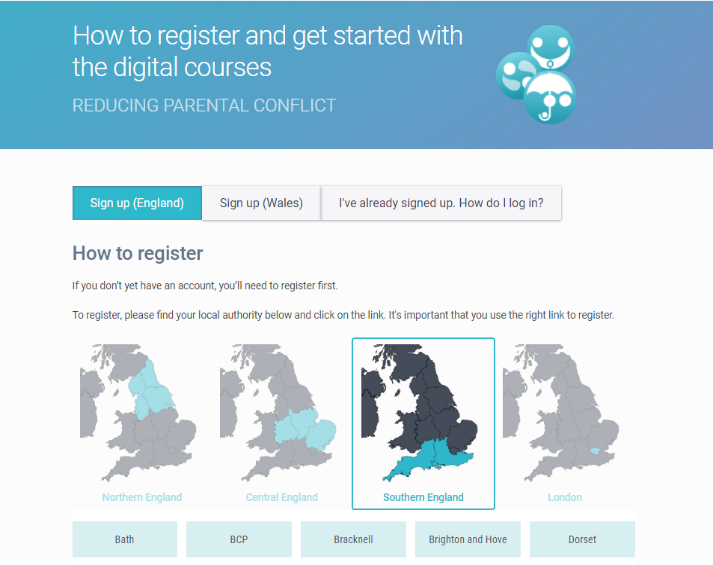 How to register and get started with
the digital courses
REDUCING PARENTAL CONFLICT
Sign up (England)
Sign up (Wales)
I've already signed up. How do I log in?
How to register
If you don't yet have an account, you'll need to register first.
To register, please find your local authority below and click on the link. It's important that you use the right link to register.
Northern England
Central England
Southern England
London
Bath
BCP
Bracknell
Brighton and Hove
Dorset